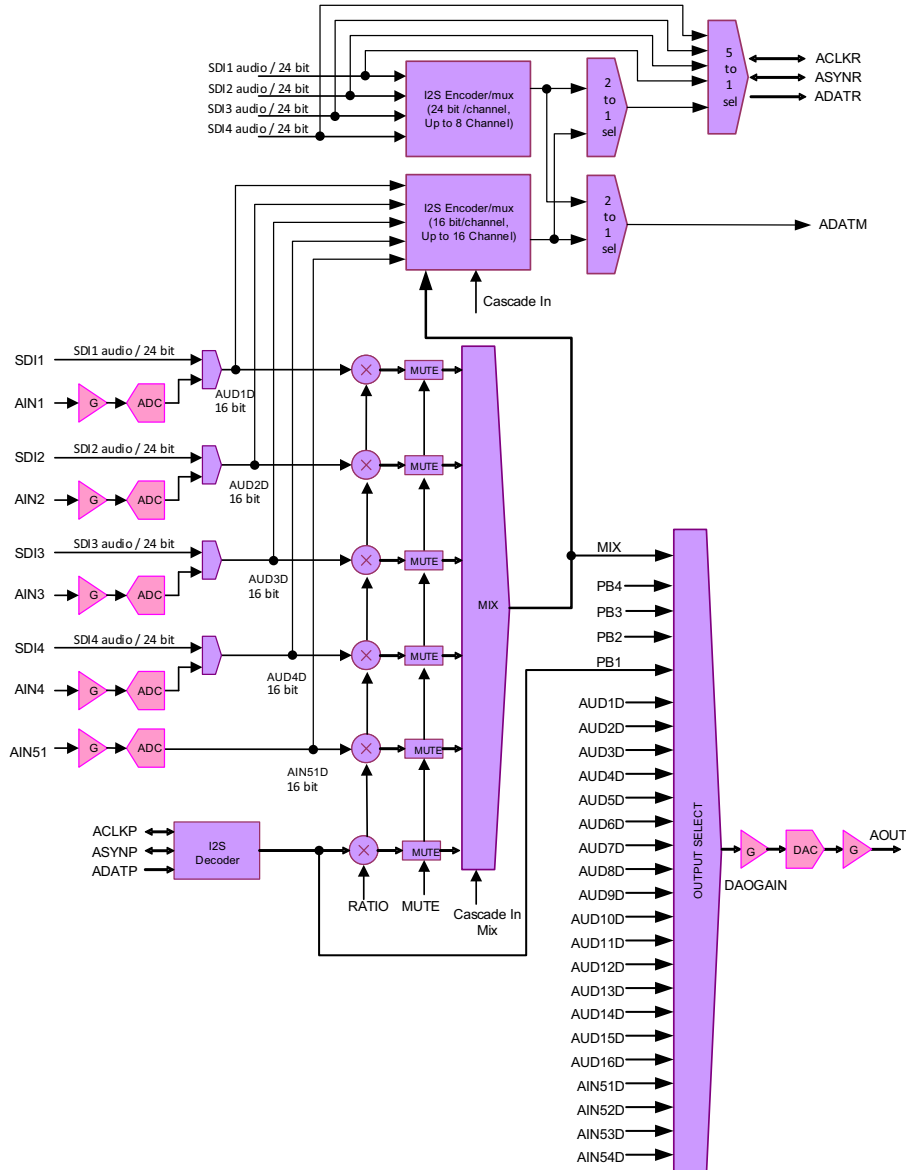 SDI1 audio / 24 bit
SDI2 audio / 24 bit
SDI3 audio / 24 bit
SDI4 audio / 24 bit
I2S Encoder/mux
(24 bit /channel,
Up to 8 Channel)
2
to
1
sel
5
to
1
sel
ACLKR
ASYNR
ADATR
I2S Encoder/mux
(16 bit/channel,
Up to 16 Channel)
2
to
1
sel
ADATM
Cascade In
SDI1
SDI1 audio / 24 bit
AIN1
G
ADC
AUD1D
16 bit
MUTE
SDI2
SDI2 audio / 24 bit
AIN2
G
ADC
AUD2D
16 bit
MUTE
SDI3
SDI3 audio / 24 bit
AIN3
G
ADC
AUD3D
16 bit
MUTE
SDI4
SDI4 audio / 24 bit
AIN4
G
ADC
AUD4D
16 bit
MUTE
AIN51
G
ADC
AIN51D
16 bit
MUTE
ACLKP
ASYNP
ADATP
I2S
Decoder
MUTE
RATIO
MUTE
Cascade In
Mix
MIX
MIX
PB4
PB3
PB2
PB1
AUD1D
AUD2D
AUD3D
AUD4D
AUD5D
AUD6D
AUD7D
AUD8D
AUD9D
AUD10D
AUD11D
AUD12D
AUD13D
AUD14D
AUD15D
AUD16D
AIN51D
AIN52D
AIN53D
AIN54D
OUTPUT SELECT
G
DAOGAIN
DAC
G
AOUT